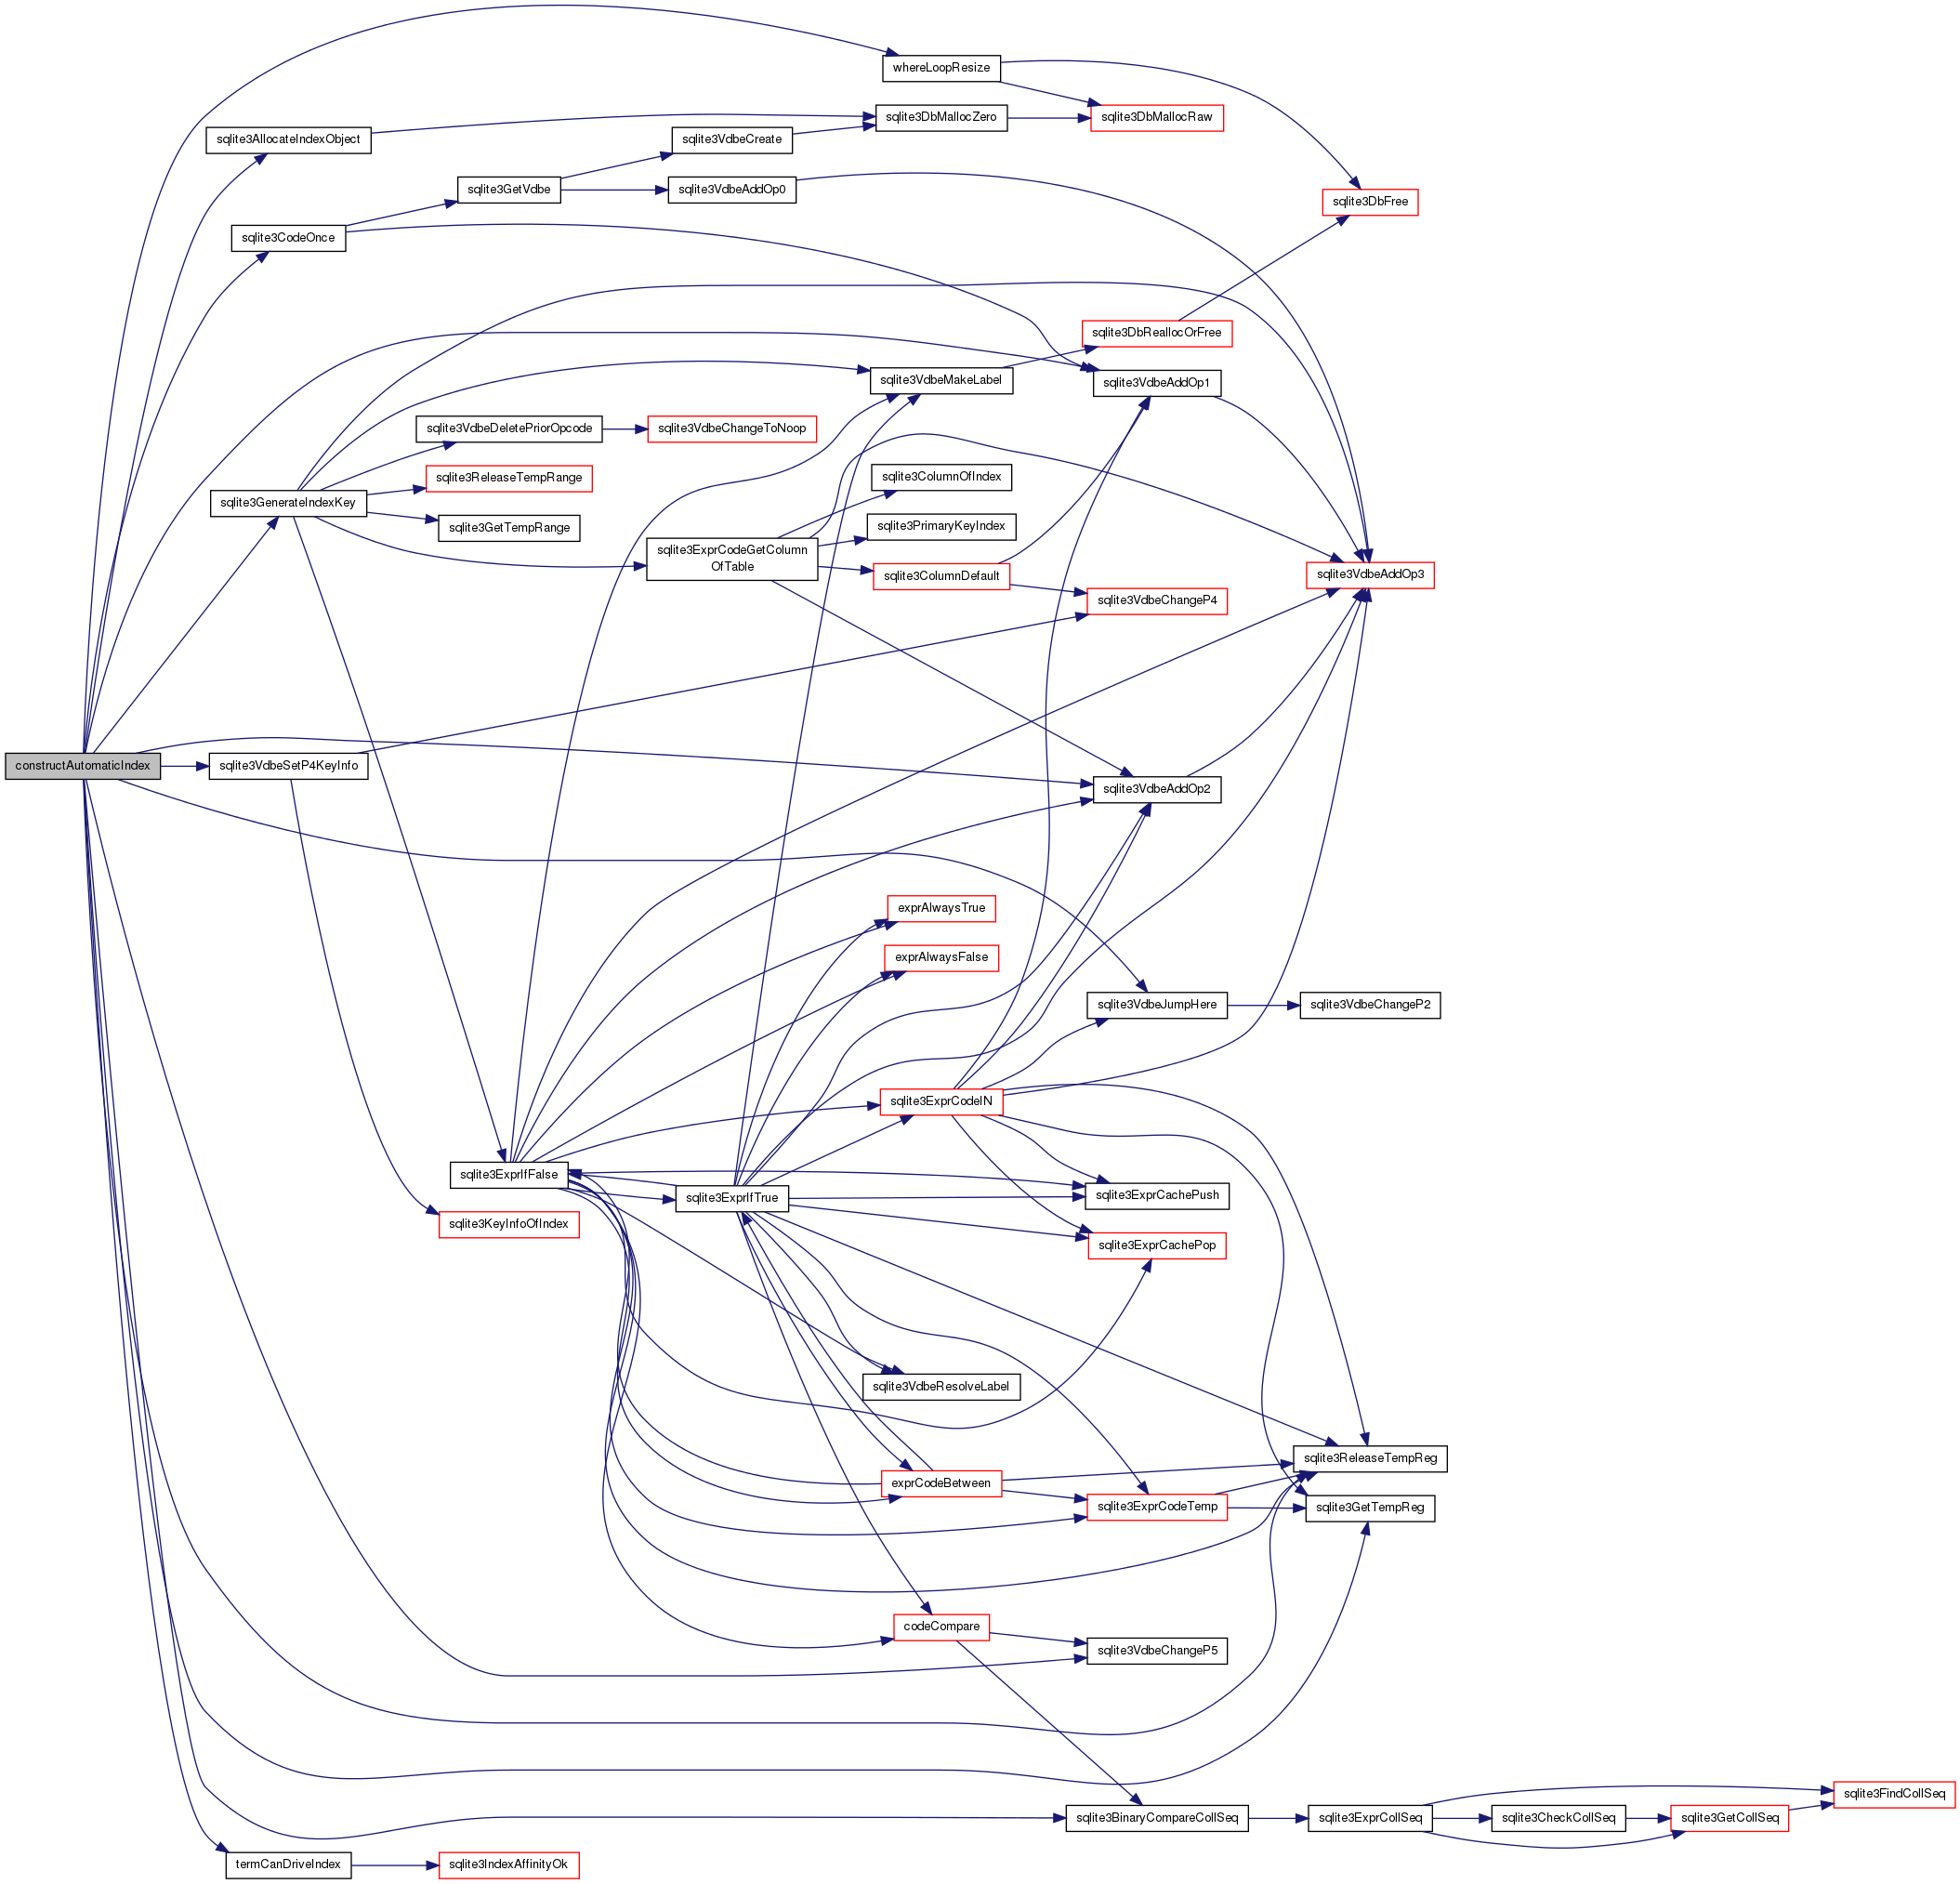 whereLoopResize
sqlite3AllocateIndexObject
sqlite3DbMallocZero
sqlite3DbMallocRaw
sqlite3VdbeCreate
sqlite3GetVdbe
sqlite3VdbeAddOp0
sqlite3DbFree
sqlite3CodeOnce
sqlite3DbReallocOrFree
sqlite3VdbeMakeLabel
sqlite3VdbeAddOp1
sqlite3VdbeDeletePriorOpcode
sqlite3VdbeChangeToNoop
sqlite3ReleaseTempRange
sqlite3ColumnOfIndex
sqlite3GenerateIndexKey
sqlite3GetTempRange
sqlite3PrimaryKeyIndex
sqlite3ExprCodeGetColumn
OfTable
sqlite3ColumnDefault
sqlite3VdbeAddOp3
sqlite3VdbeChangeP4
constructAutomaticIndex
sqlite3VdbeSetP4KeyInfo
sqlite3VdbeAddOp2
exprAlwaysTrue
exprAlwaysFalse
sqlite3VdbeJumpHere
sqlite3VdbeChangeP2
sqlite3ExprCodeIN
sqlite3ExprIfFalse
sqlite3ExprIfTrue
sqlite3ExprCachePush
sqlite3KeyInfoOfIndex
sqlite3ExprCachePop
sqlite3VdbeResolveLabel
sqlite3ReleaseTempReg
exprCodeBetween
sqlite3ExprCodeTemp
sqlite3GetTempReg
codeCompare
sqlite3VdbeChangeP5
sqlite3FindCollSeq
sqlite3BinaryCompareCollSeq
sqlite3ExprCollSeq
sqlite3CheckCollSeq
sqlite3GetCollSeq
termCanDriveIndex
sqlite3IndexAffinityOk